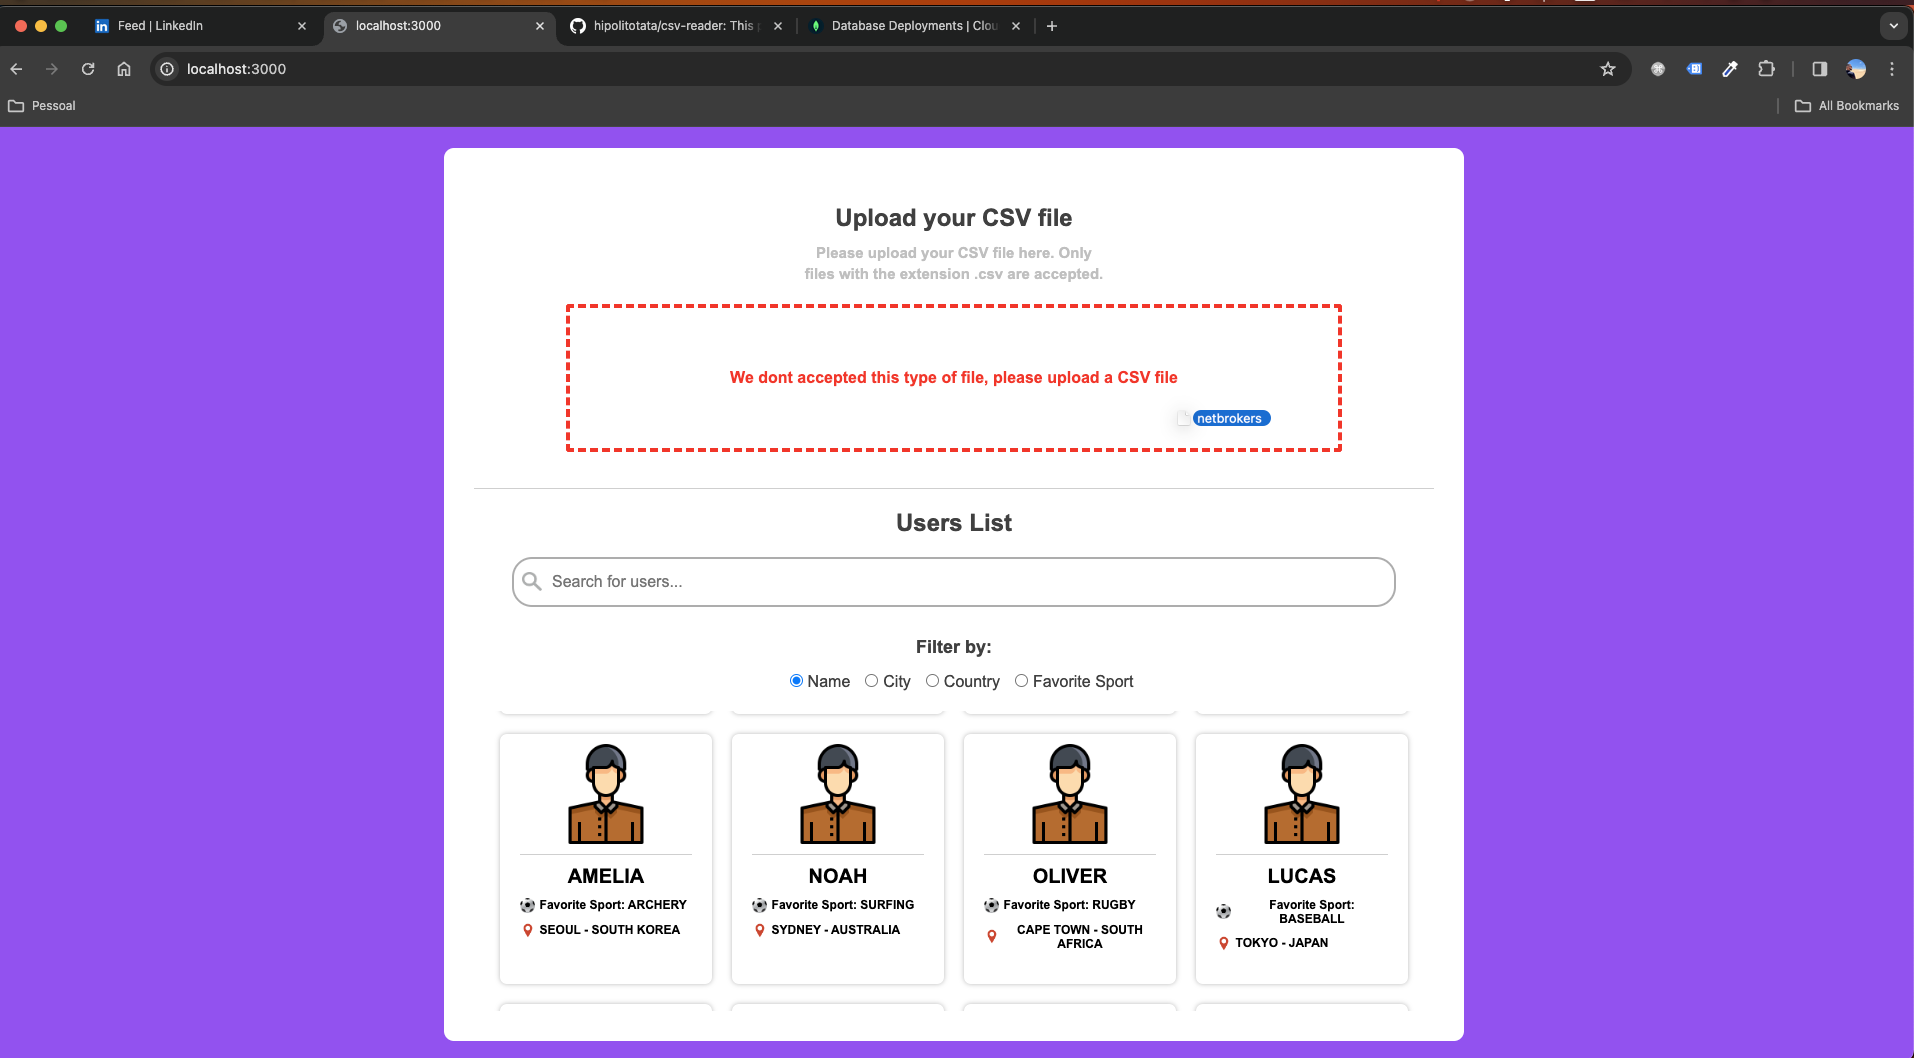 Feed | LinkedIn
localhost:3000
hipolitotata/csv-reader: This p
Database Deployments | Clou
localhost:3000
Pessoal
All Bookmarks
Upload your CSV file
Please upload your CSV file here. Only
files with the extension .csv are accepted.
We dont accepted this type of file, please upload a CSV file
netbrokers
Users List
Search for users...
Filter by:
Name City Country Favorite Sport
AMELIA
Favorite Sport: ARCHERY
SEOUL - SOUTH KOREA
NOAH
Favorite Sport: SURFING
SYDNEY - AUSTRALIA
OLIVER
Favorite Sport: RUGBY
CAPE TOWN - SOUTH
AFRICA
LUCAS
Favorite Sport:
BASEBALL
TOKYO - JAPAN